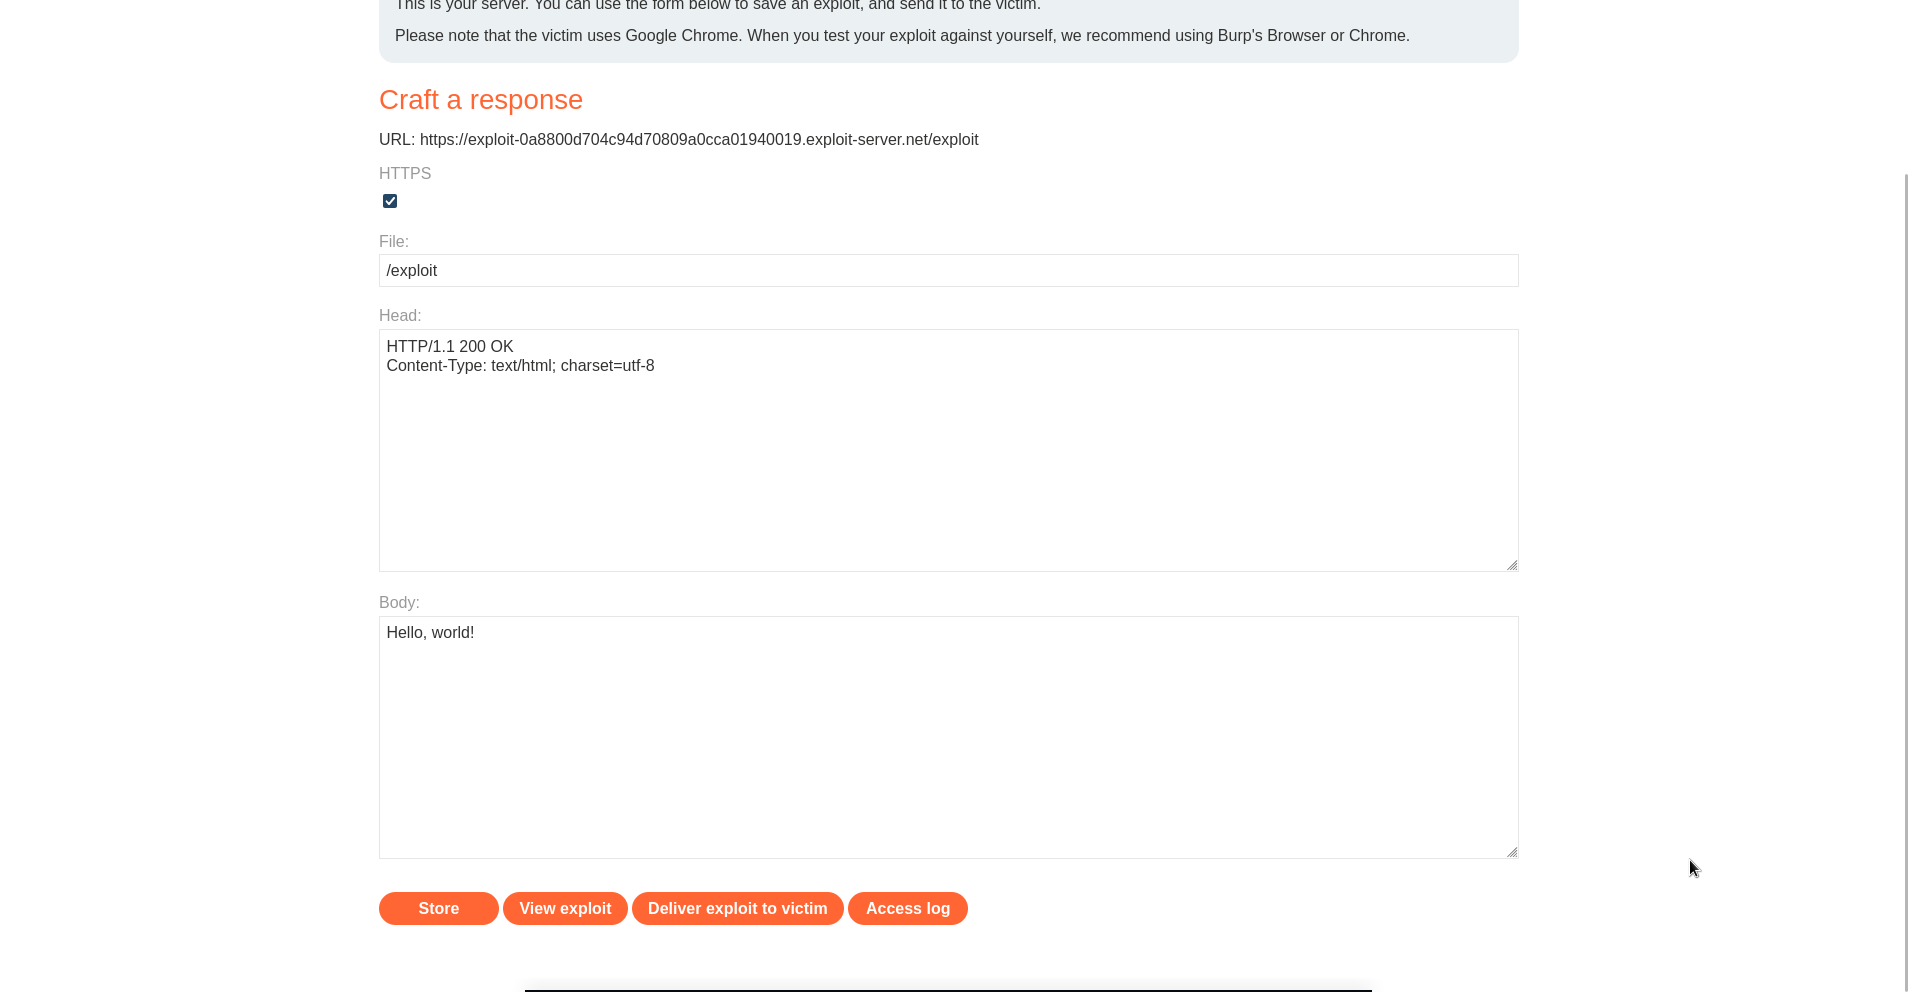 This is your server. You can use the form below to save an exploit, and send it to the victim.
Please note that the victim uses Google Chrome. When you test your exploit against yourself, we recommend using Burp's Browser or Chrome.
Craft a response
URL: https://exploit-0a8800d704c94d70809a0cca01940019.exploit-server.net/exploit
HTTPS
File:
/exploit
Head:
HTTP/1.1 200 OK
Content-Type: text/html; charset=utf-8
Body:
Hello, world!
Store View exploit Deliver exploit to victim Access log